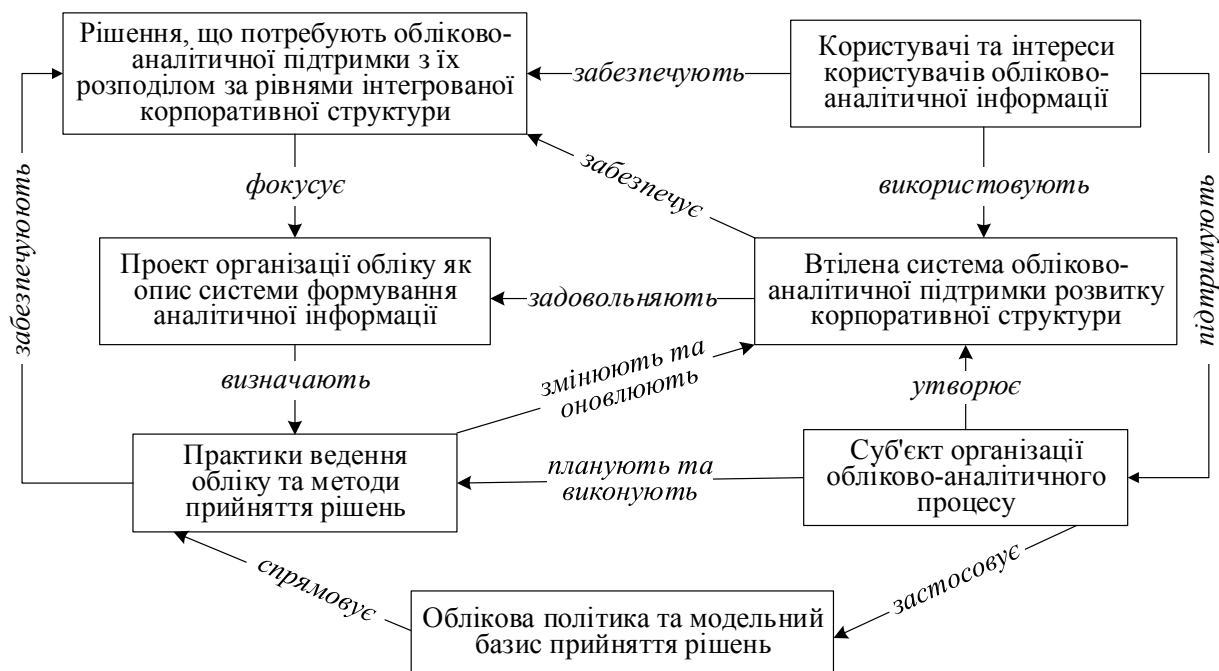 Рішення, що потребують обліково-
аналітичної підтримки з їх
розподілом за рівнями інтегрованої
корпоративної структури
забезпечують
Користувачі та інтереси
користувачів обліково-
аналітичної інформації
фокусує
забезпечує
використовують
забезпечуюють
підтримують
Проект організації обліку як
опис системи формування
аналітичної інформації
задовольняють
Втілена система обліково-
аналітичної підтримки розвитку
корпоративної структури
визначають
змінюють та
оновлюють
утворює
Практики ведення
обліку та методи
прийняття рішень
планують та
виконують
Суб'єкт організації
обліково-аналітичного
процесу
спрямовує
застосовує
Облікова політика та модельний
базис прийняття рішень